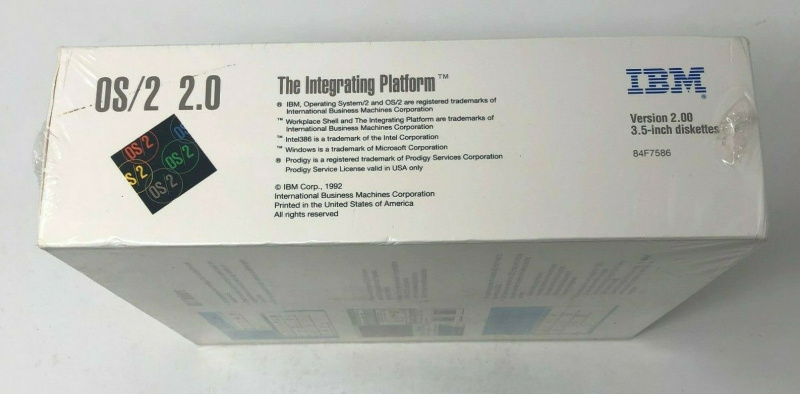 OS/2 2.0
OS/2
OS/2
OS/2
S/2
OS/2
The Integrating Platform™
® IBM, Operating System/2 and OS/2 are registered trademarks of
International Business Machines Corporation
™ Workplace Shell and The Integrating Platform are trademarks of
International Business Machines Corporation
™ Intel386 is a trademark of the Intel Corporation
™ Windows is a trademark of Microsoft Corporation
® Prodigy is a registered trademark of Prodigy Services Corporation
Prodigy Service License valid in USA only
© IBM Corp., 1992
International Business Machines Corporation
Printed in the United States of America
All rights reserved
IBM®
Version 2.00
3.5-inch diskettes
84F7586